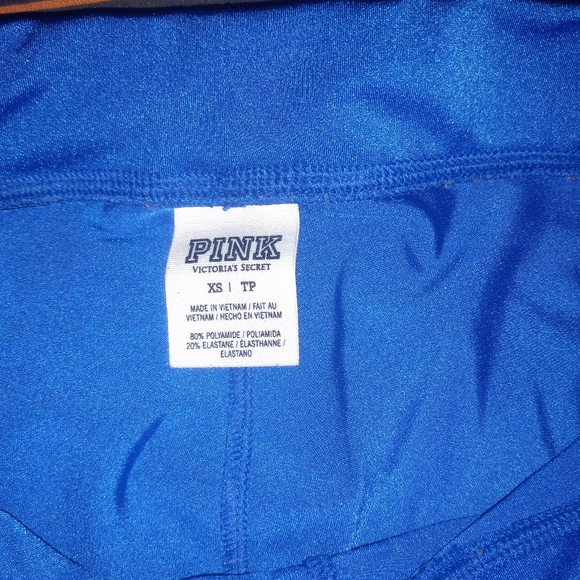 PINK
VICTORIA'S SECRET
XS | TP
MADE IN VIETNAM / FAIT AU
VIETNAM / HECHO EN VIETNAM
80% POLYAMIDE / POLIAMIDA
20% ELASTANE / ÉLASTHANNE /
ELASTANO